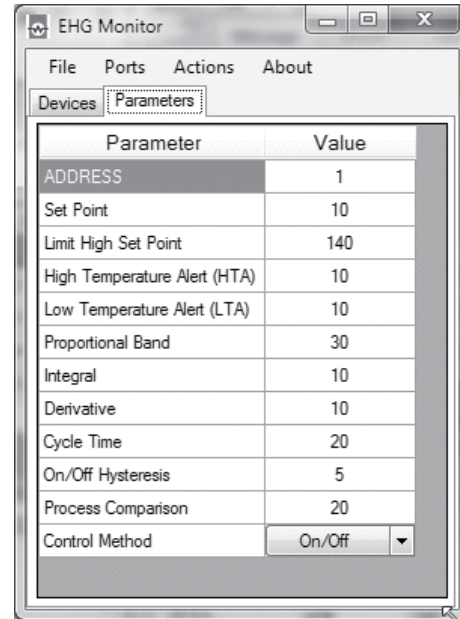 EHG Monitor
File Ports Actions About
Devices Parameters
Parameter Value
ADDRESS 1
Set Point 10
Limit High Set Point 140
High Temperature Alert (HTA) 10
Low Temperature Alert (LTA) 10
Proportional Band 30
Integral 10
Derivative 10
Cycle Time 20
On/Off Hysteresis 5
Process Comparison 20
Control Method On/Off